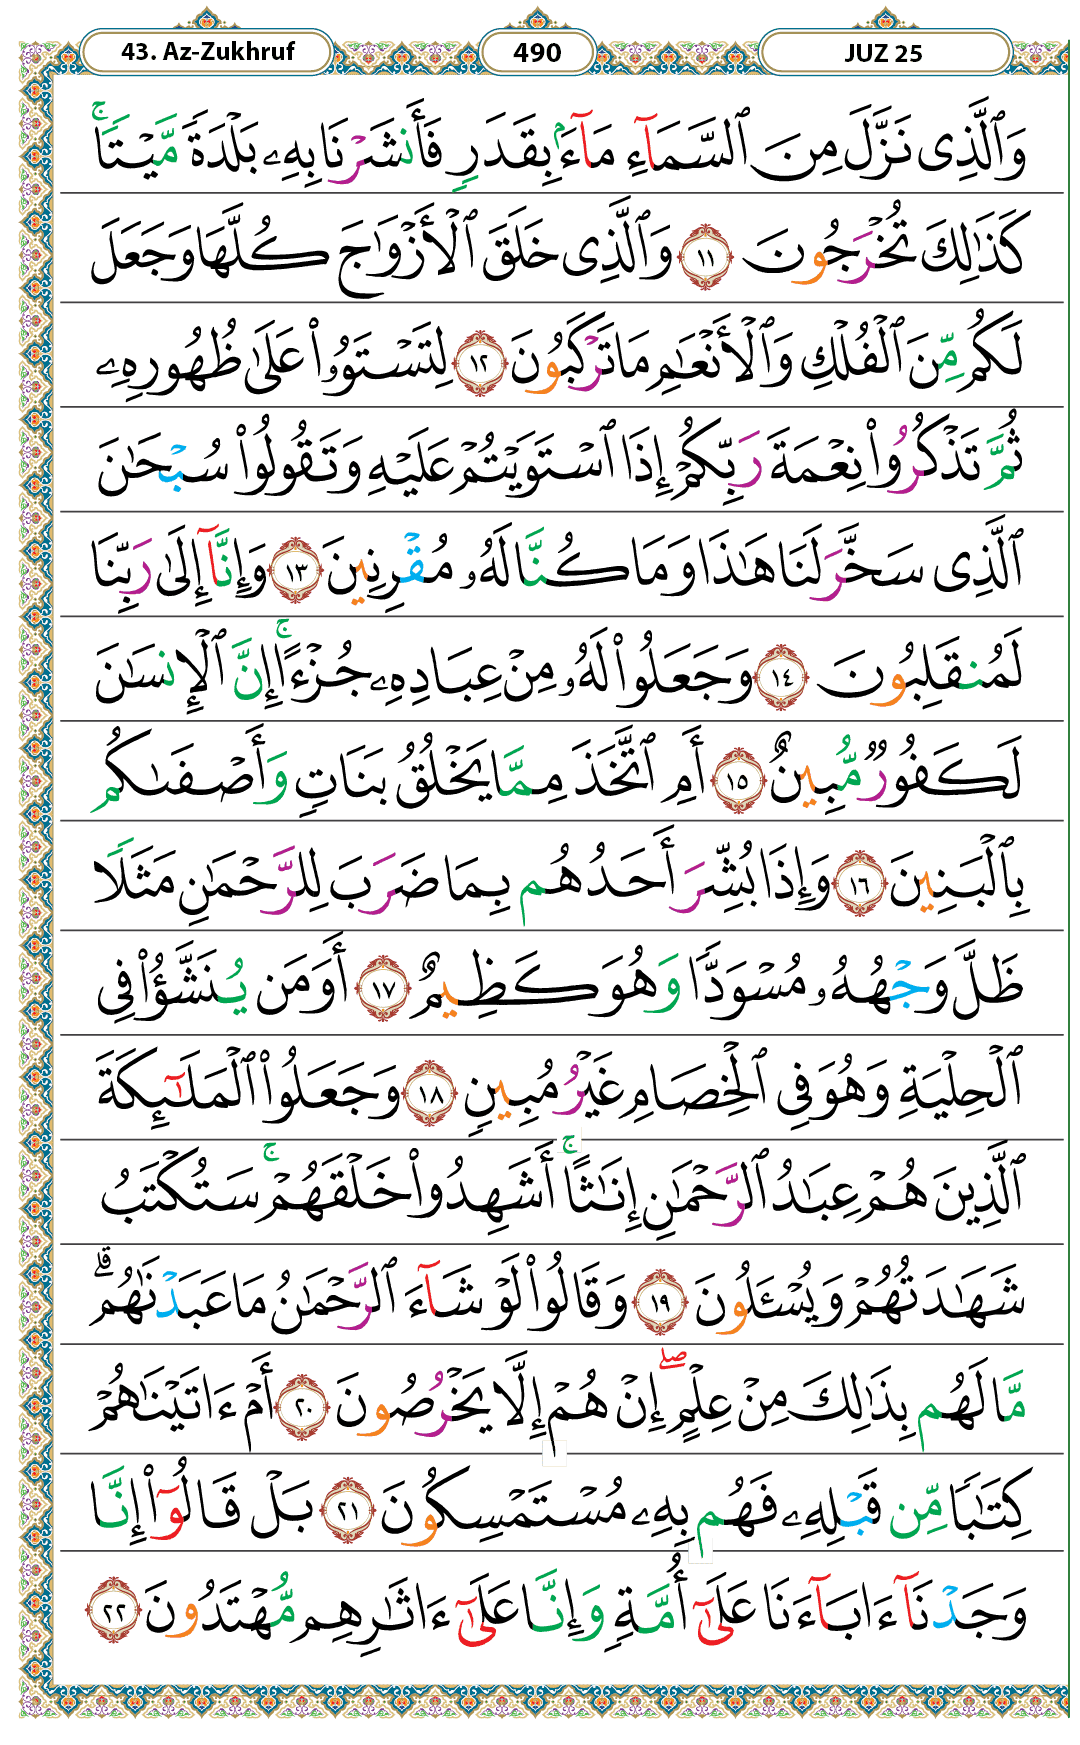 43. Az-Zukhruf
490
JUZ 25
وَٱلَّذِى نَزَّلَ مِنَ ٱلسَّمَآءِ مَآءَۢ بِقَدَرٍ فَأَنشَرْنَا بِهِۦ بَلْدَةً مَّيْتًا ۚ
كَذَٰلِكَ تُخْرَجُونَ ١١ وَٱلَّذِى خَلَقَ ٱلْأَزْوَٰجَ كُلَّهَا وَجَعَلَ
لَكُم مِّنَ ٱلْفُلْكِ وَٱلْأَنْعَٰمِ مَا تَرْكَبُونَ ١٢ لِتَسْتَوُۥا۟ عَلَىٰ ظُهُورِهِۦ
ثُمَّ تَذْكُرُوا۟ نِعْمَةَ رَبِّكُمْ إِذَا ٱسْتَوَيْتُمْ عَلَيْهِ وَتَقُولُوا۟ سُبْحَٰنَ
ٱلَّذِى سَخَّرَ لَنَا هَٰذَا وَمَا كُنَّا لَهُۥ مُقْرِنِينَ ١٣ وَإِنَّآ إِلَىٰ رَبِّنَا
لَمُنقَلِبُونَ ١٤ وَجَعَلُوا۟ لَهُۥ مِنْ عِبَادِهِۦ جُزْءًا ۚ إِنَّ ٱلْإِنسَٰنَ
لَكَفُورٌ مُّبِينٌ ١٥ أَمِ ٱتَّخَذَ مِمَّا يَخْلُقُ بَنَاتٍ وَأَصْفَىٰكُم
بِٱلْبَنِينَ ١٦ وَإِذَا بُشِّرَ أَحَدُهُم بِمَا ضَرَبَ لِلرَّحْمَٰنِ مَثَلًا
ظَلَّ وَجْهُهُۥ مُسْوَدًّا وَهُوَ كَظِيمٌ ١٧ أَوَمَن يُنَشَّؤُا۟ فِى
ٱلْحِلْيَةِ وَهُوَ فِى ٱلْخِصَامِ غَيْرُ مُبِينٍ ١٨ وَجَعَلُوا۟ ٱلْمَلَٰٓئِكَةَ
ٱلَّذِينَ هُمْ عِبَٰدُ ٱلرَّحْمَٰنِ إِنَٰثًا ۚ أَشَهِدُوا۟ خَلْقَهُمْ ۚ سَتُكْتَبُ
شَهَٰدَتُهُمْ وَيُسْـَٔلُونَ ١٩ وَقَالُوا۟ لَوْ شَآءَ ٱلرَّحْمَٰنُ مَا عَبَدْنَٰهُم ۗ
مَّا لَهُم بِذَٰلِكَ مِنْ عِلْمٍ ۖ إِنْ هُمْ إِلَّا يَخْرُصُونَ ٢٠ أَمْ ءَاتَيْنَٰهُمْ
كِتَٰبًا مِّن قَبْلِهِۦ فَهُم بِهِۦ مُسْتَمْسِكُونَ ٢١ بَلْ قَالُوٓا۟ إِنَّا
وَجَدْنَآ ءَابَآءَنَا عَلَىٰٓ أُمَّةٍ وَإِنَّا عَلَىٰٓ ءَاثَٰرِهِم مُّهْتَدُونَ ٢٢